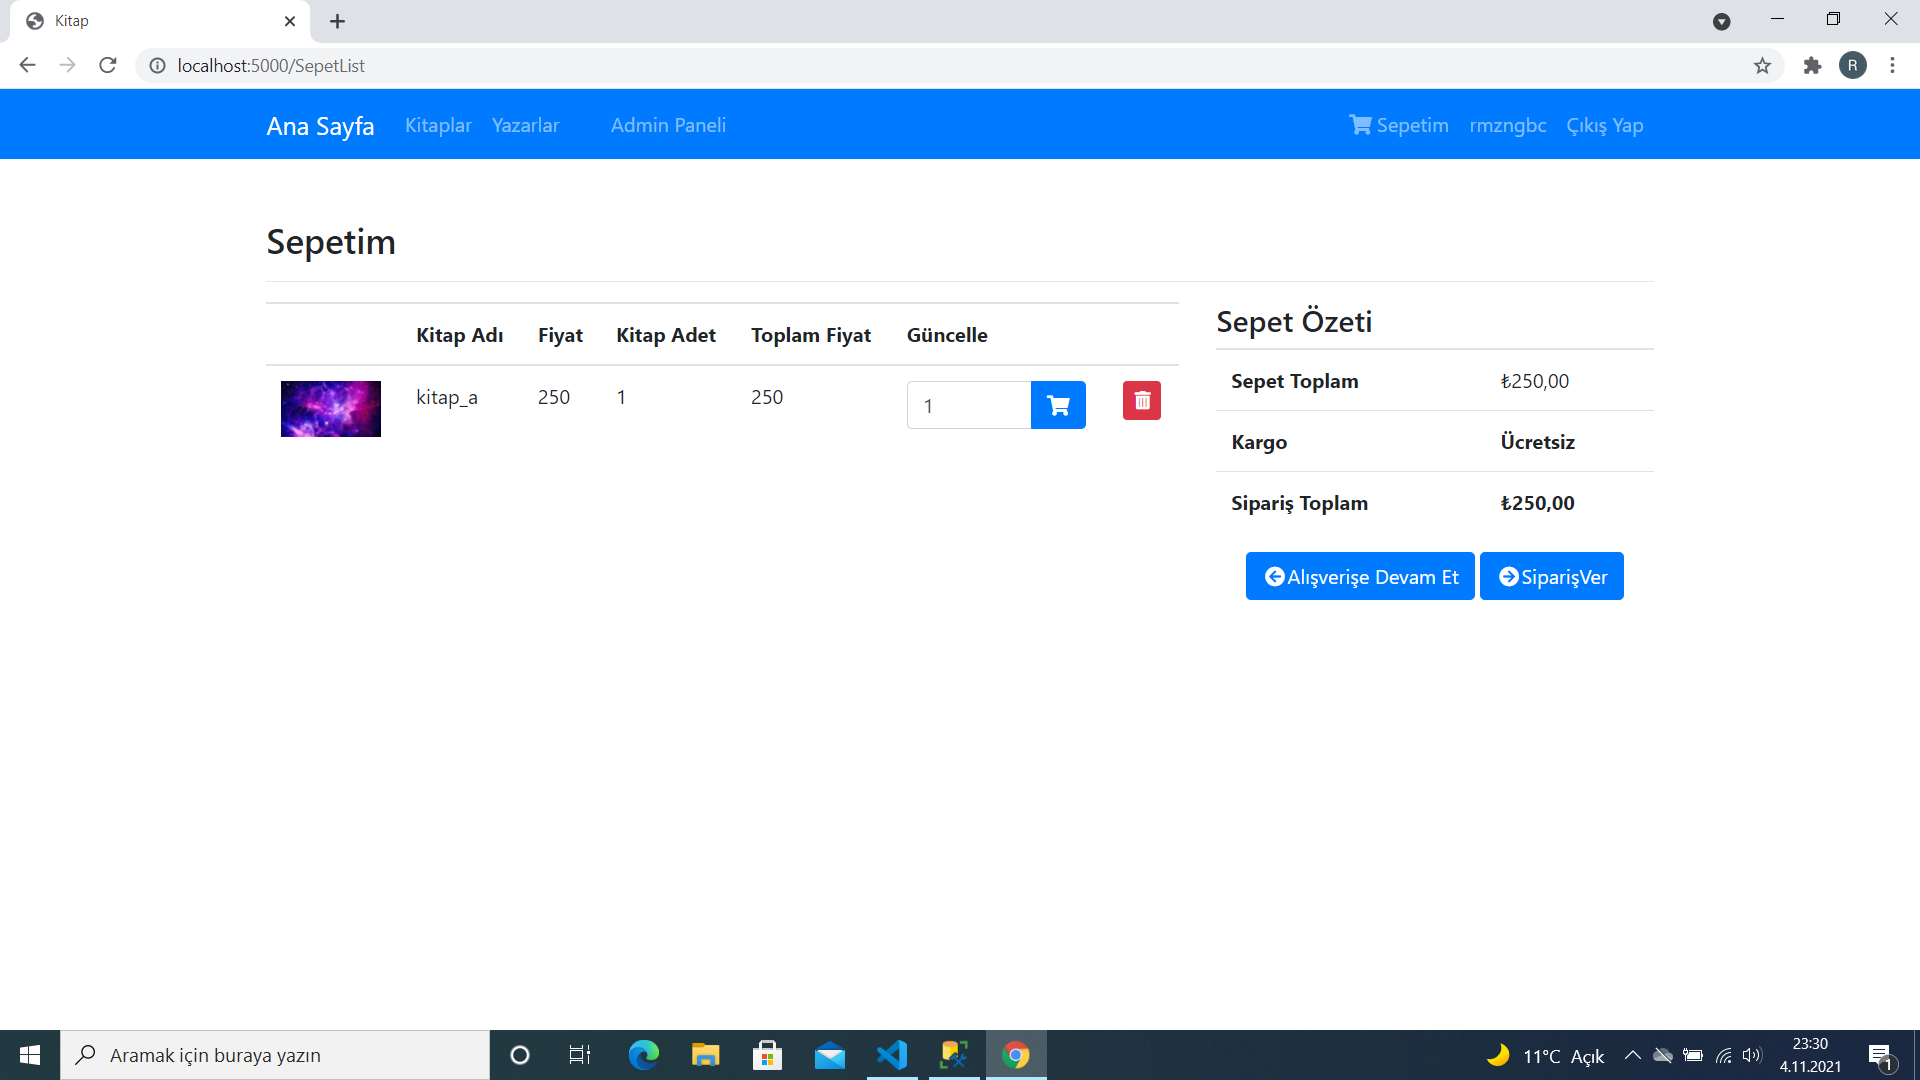 Kitap
localhost:5000/SepetList
R
Ana Sayfa Kitaplar Yazarlar Admin Paneli Sepetim rmzngbc Çıkış Yap
Sepetim
Kitap Adı Fiyat Kitap Adet Toplam Fiyat Güncelle
kitap_a 250 1 250 1
Sepet Özeti
Sepet Toplam ₺250,00
Kargo Ücretsiz
Sipariş Toplam ₺250,00
Alışverişe Devam Et SiparişVer
Aramak için buraya yazın
11°C Açık
23:30
4.11.2021
1